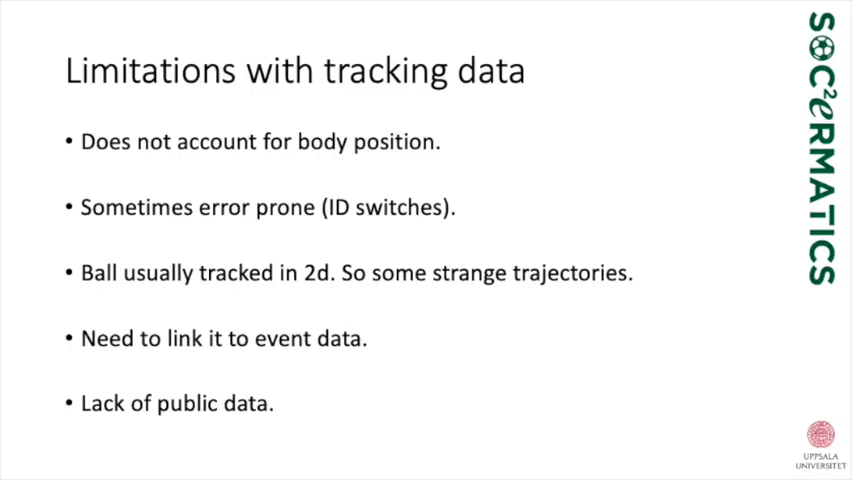 Limitations with tracking data
• Does not account for body position.
• Sometimes error prone (ID switches).
• Ball usually tracked in 2d. So some strange trajectories.
• Need to link it to event data.
• Lack of public data.
SOC²eRMATICS
UPPSALA
UNIVERSITET